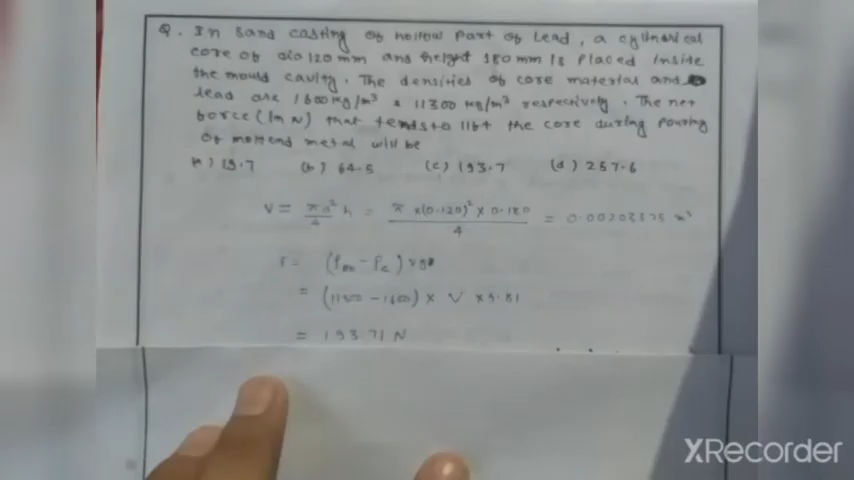 Q. In Sand casting of hollow part of lead, a cylindrical
core of dia 120 mm and height 180 mm is placed inside
the mould cavity. The densities of core material and
lead are 1600 kg/m³ & 11300 kg/m³ respectively. The net
force (in N) that tends to lift the core during pouring
of moltend metal will be
a) 19.7 (b) 64.5 (c) 193.7 (d) 257.6
V = πd²h/4 = π × (0.120)² × 0.180/4 = m³
F = (ρm - ρc) × V
= (11300 - 1600) × V × 9.81
= 193.71 N
XRecorder